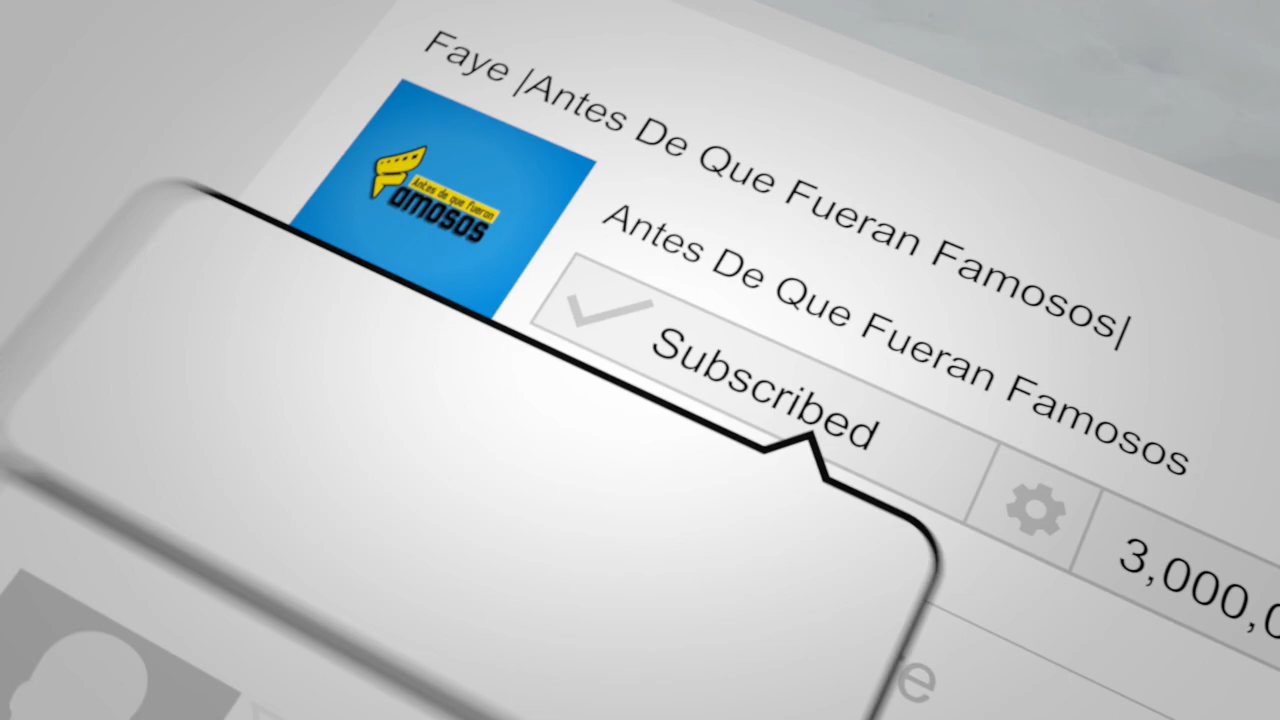 Faye |Antes De Que Fueran Famosos|
Antes de que fueran
Famosos
Antes De Que Fueran Famosos
Subscribed
3,000,0
e